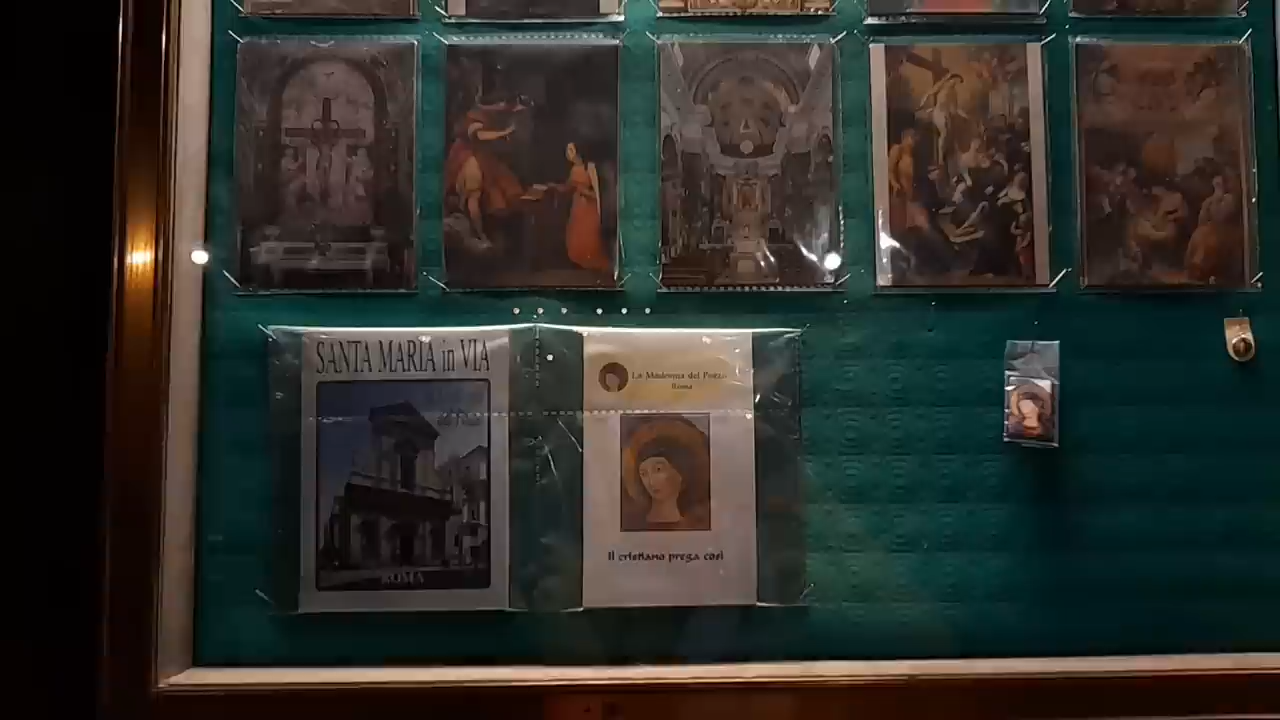 SANTA MARIA in VIA
ROMA
La Madonna del Pozzo
Roma
Il cristiano prega così